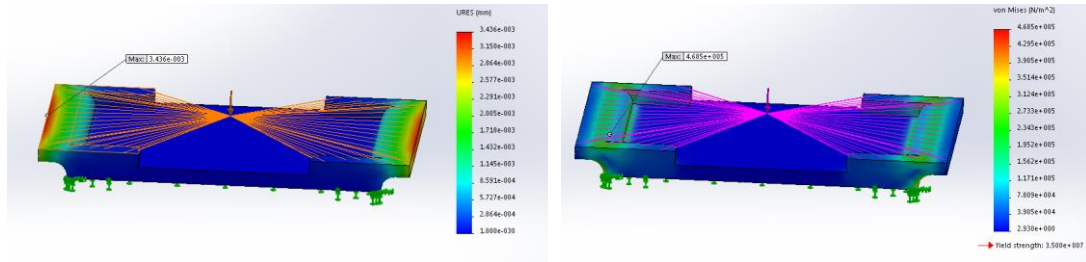 URES (mm)
3.436e-003
3.150e-003
2.864e-003
2.577e-003
2.291e-003
2.005e-003
1.718e-003
1.432e-003
1.145e-003
8.591e-004
5.727e-004
2.864e-004
1.000e-030
Max: 3.436e-003
von Mises (N/m^2)
4.685e+005
4.295e+005
3.905e+005
3.514e+005
3.124e+005
2.733e+005
2.343e+005
1.952e+005
1.562e+005
1.171e+005
7.809e+004
3.905e+004
2.930e+000
Yield strength: 3.500e+007
Max: 4.685e+005